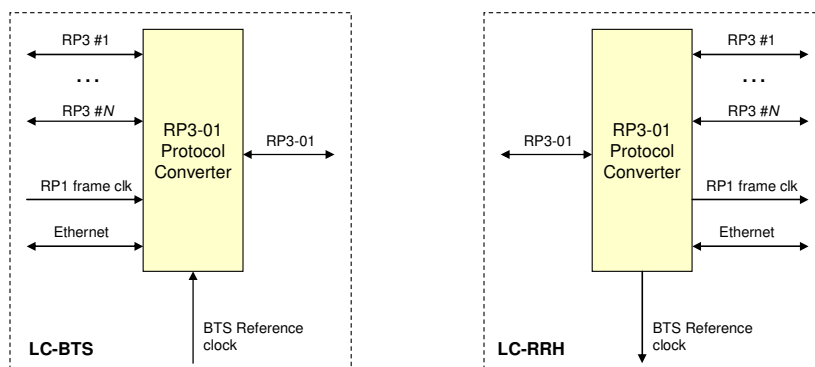 RP3 #1
...
RP3 #N
RP1 frame clk
Ethernet
RP3-01
Protocol
Converter
RP3-01
BTS Reference
clock
LC-BTS
RP3-01
RP3-01
Protocol
Converter
RP3 #1
...
RP3 #N
RP1 frame clk
Ethernet
BTS Reference
clock
LC-RRH